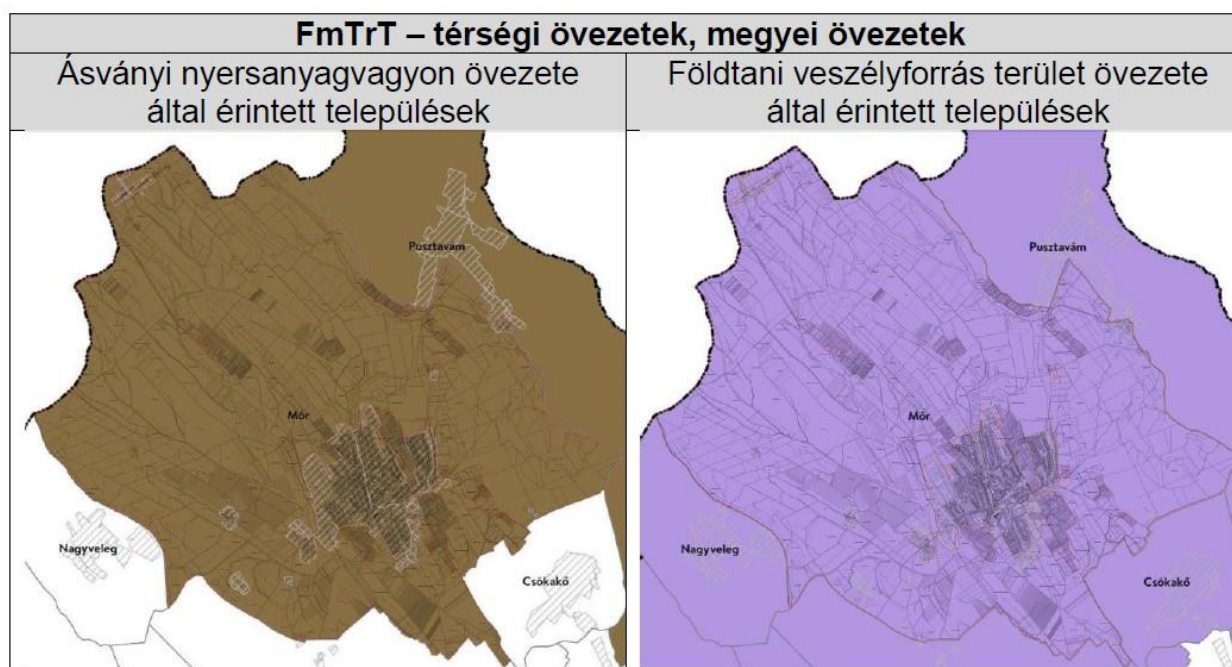 FmTrT – térségi övezetek, megyei övezetek
Ásványi nyersanyagvagyon övezete
által érintett települések
Földtani veszélyforrás terület övezete
által érintett települések
Pusztavám
Mór
Nagyveleg
Csókakő
Pusztavám
Mór
Nagyveleg
Csókakő